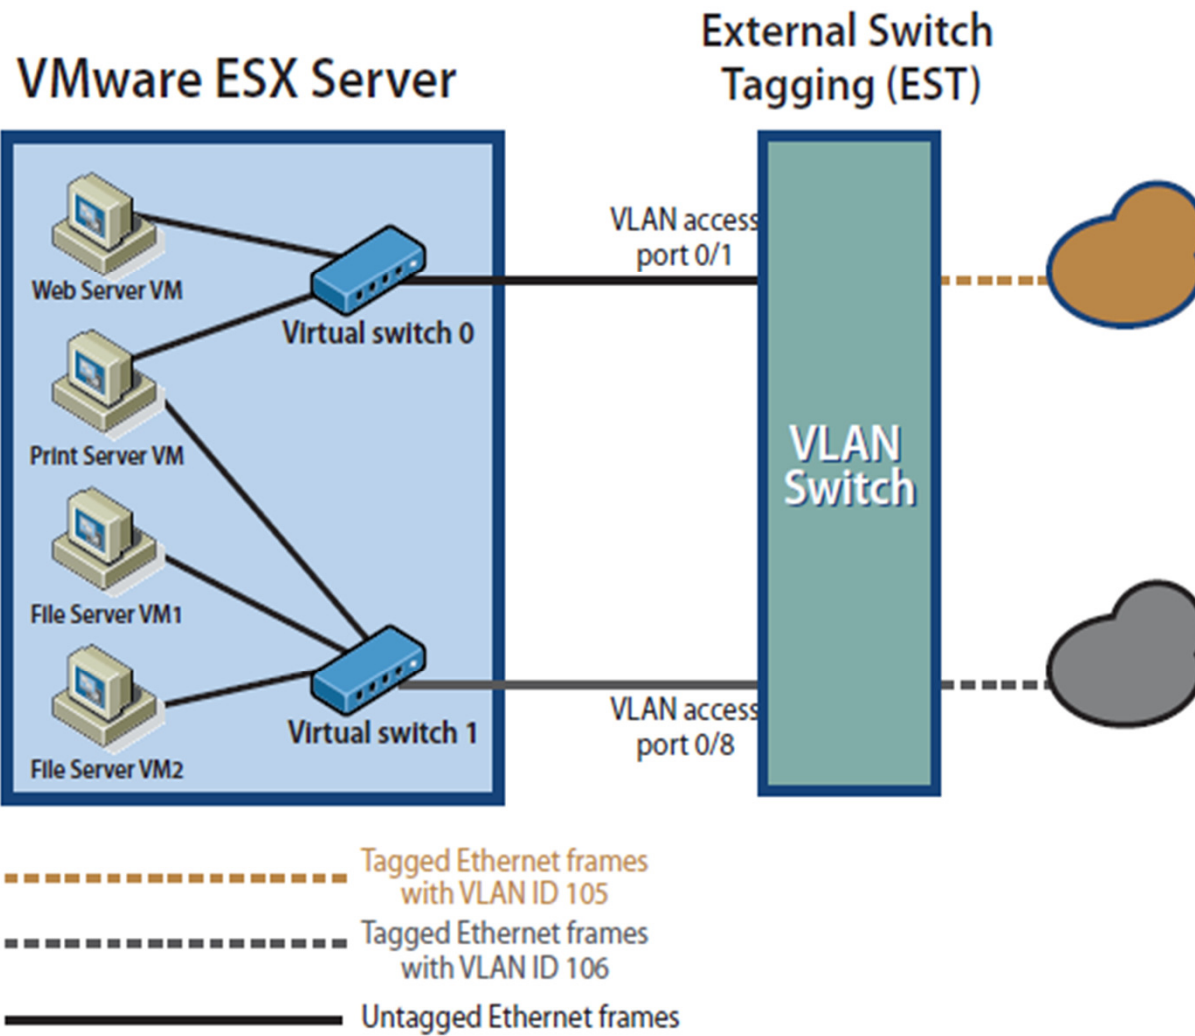 External Switch
Tagging (EST)
VMware ESX Server
VLAN access
port 0/1
Web Server VM
Virtual switch 0
Print Server VM
VLAN
Switch
File Server VM1
VLAN access
port 0/8
Virtual switch 1
File Server VM2
Tagged Ethernet frames
with VLAN ID 105
Tagged Ethernet frames
with VLAN ID 106
Untagged Ethernet frames